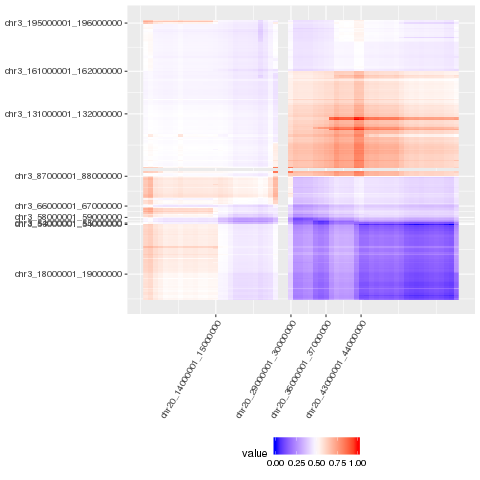 chr3_195000001_196000000
chr3_161000001_162000000
chr3_131000001_132000000
chr3_87000001_88000000
chr3_66000001_67000000
chr3_58000001_59000000
chr3_18000001_19000000
chr20_14000001_15000000
chr20_29000001_30000000
chr20_36000001_37000000
chr20_43000001_44000000
value
0.00 0.25 0.50 0.75 1.00